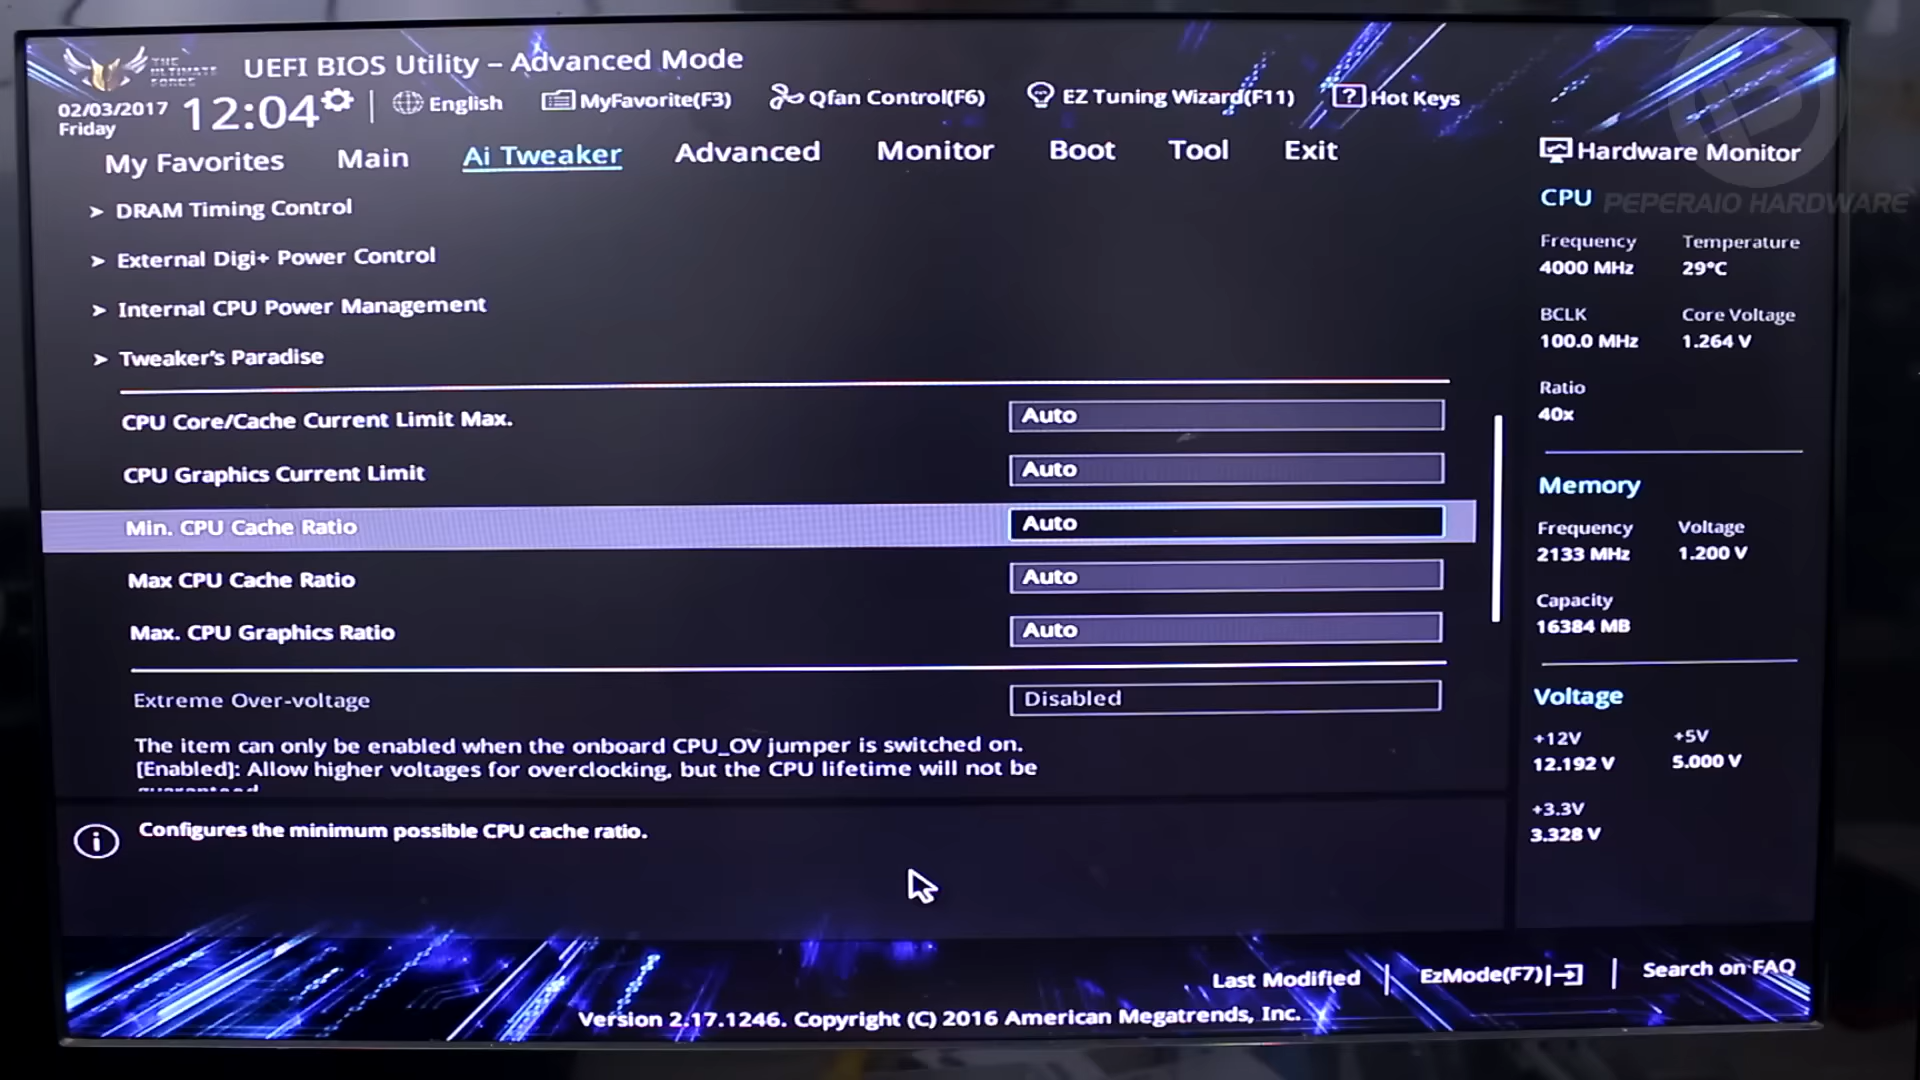 THE
ULTIMATE
FORCE
UEFI BIOS Utility – Advanced Mode
02/03/2017
Friday
12:04
English
MyFavorite(F3)
Qfan Control(F6)
EZ Tuning Wizard(F11)
? Hot Keys
My Favorites Main Ai Tweaker Advanced Monitor Boot Tool Exit
> DRAM Timing Control
> External Digi+ Power Control
> Internal CPU Power Management
> Tweaker's Paradise
CPU Core/Cache Current Limit Max. Auto
CPU Graphics Current Limit Auto
Min. CPU Cache Ratio Auto
Max CPU Cache Ratio Auto
Max. CPU Graphics Ratio Auto
Extreme Over-voltage Disabled
The item can only be enabled when the onboard CPU_OV jumper is switched on.
[Enabled]: Allow higher voltages for overclocking, but the CPU lifetime will not be
guaranteed
Configures the minimum possible CPU cache ratio.
Hardware Monitor
CPU
PEPERAIO HARDWARE
Frequency Temperature
4000 MHz 29°C
BCLK Core Voltage
100.0 MHz 1.264 V
Ratio
40x
Memory
Frequency Voltage
2133 MHz 1.200 V
Capacity
16384 MB
Voltage
+12V +5V
12.192 V 5.000 V
+3.3V
3.328 V
Last Modified | EzMode(F7) | Search on FAQ
Version 2.17.1246. Copyright (C) 2016 American Megatrends, Inc.